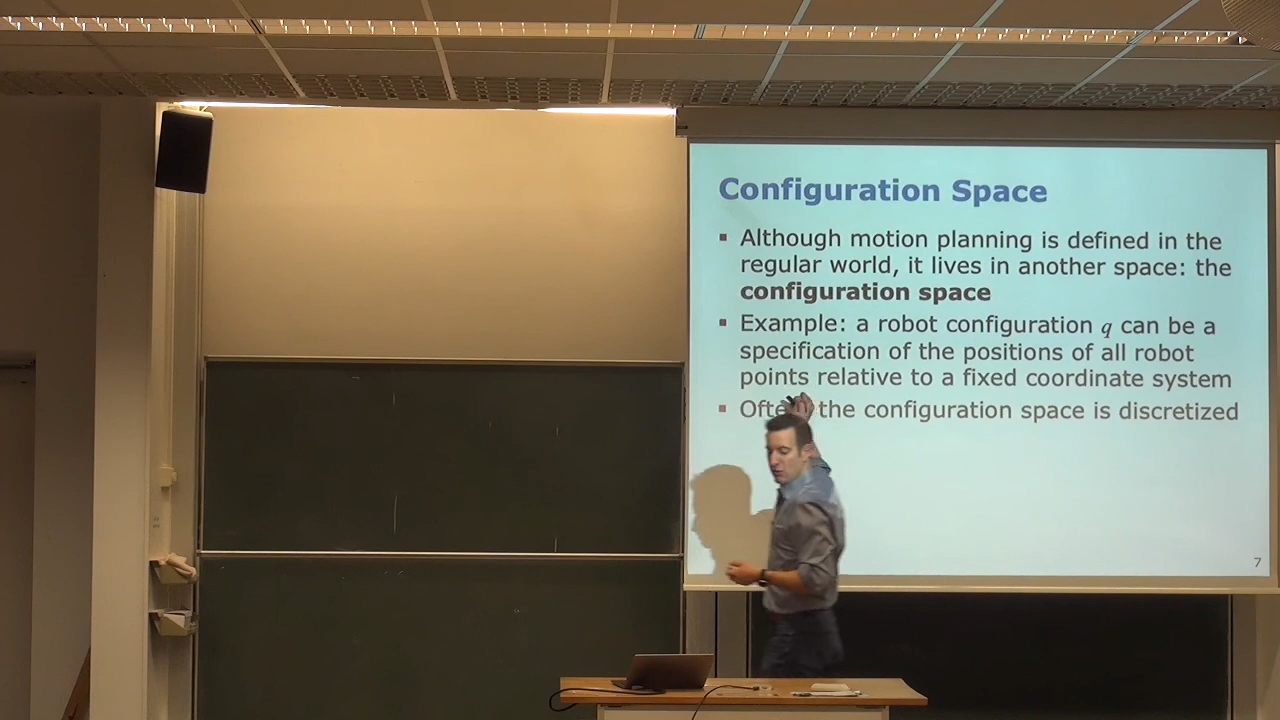 Configuration Space
▪ Although motion planning is defined in the
regular world, it lives in another space: the
configuration space
▪ Example: a robot configuration q can be a
specification of the positions of all robot
points relative to a fixed coordinate system
▪ Often the configuration space is discretized
7